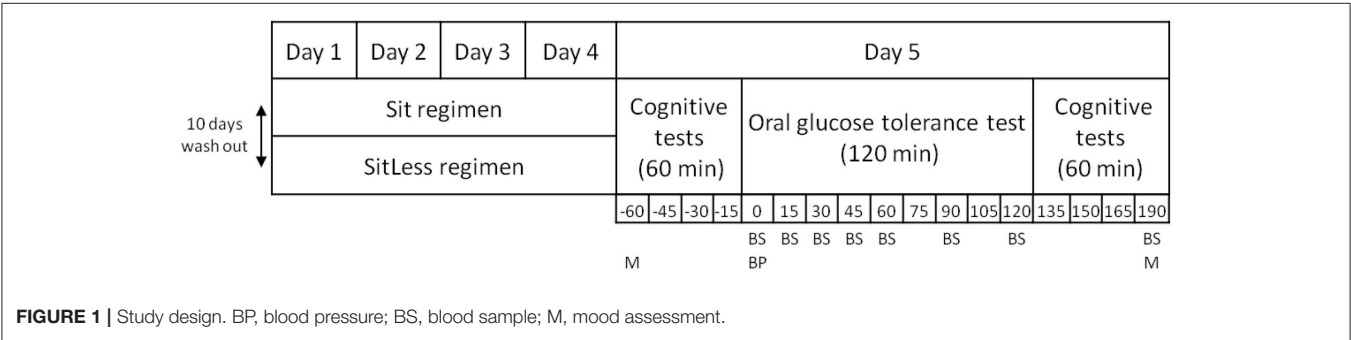 Day 1 Day 2 Day 3 Day 4 Day 5
10 days
wash out
Sit regimen
SitLess regimen
Cognitive
tests
(60 min)
Oral glucose tolerance test
(120 min)
Cognitive
tests
(60 min)
-60 -45 -30 -15 0 15 30 45 60 75 90 105 120 135 150 165 190
BS BS BS BS BS BS BS BS
M BP M
FIGURE 1 | Study design. BP, blood pressure; BS, blood sample; M, mood assessment.